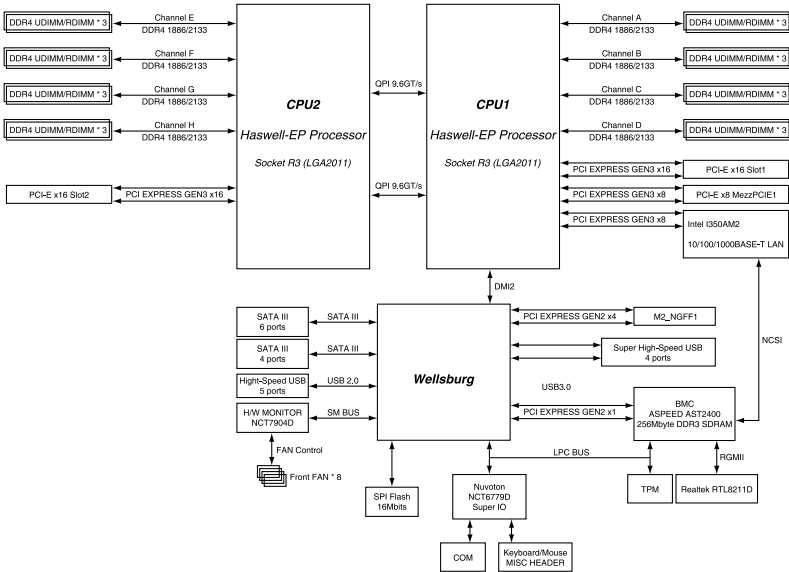 DDR4 UDIMM/RDIMM * 3
Channel E
DDR4 1886/2133
DDR4 UDIMM/RDIMM * 3
Channel F
DDR4 1886/2133
DDR4 UDIMM/RDIMM * 3
Channel G
DDR4 1886/2133
DDR4 UDIMM/RDIMM * 3
Channel H
DDR4 1886/2133
PCI-E x16 Slot2
PCI EXPRESS GEN3 x16
CPU2
Haswell-EP Processor
Socket R3 (LGA2011)
QPI 9.6GT/s
QPI 9.6GT/s
CPU1
Haswell-EP Processor
Socket R3 (LGA2011)
Channel A
DDR4 1886/2133
DDR4 UDIMM/RDIMM * 3
Channel B
DDR4 1886/2133
DDR4 UDIMM/RDIMM * 3
Channel C
DDR4 1886/2133
DDR4 UDIMM/RDIMM * 3
Channel D
DDR4 1886/2133
DDR4 UDIMM/RDIMM * 3
PCI EXPRESS GEN3 x16
PCI-E x16 Slot1
PCI EXPRESS GEN3 x8
PCI-E x8 MezzPCIE1
PCI EXPRESS GEN3 x8
Intel I350AM2
10/100/1000BASE-T LAN
DMI2
NCSI
SATA III
6 ports
SATA III
SATA III
4 ports
SATA III
Hight-Speed USB
5 ports
USB 2,0
H/W MONITOR
NCT7904D
SM BUS
FAN Control
Front FAN * 8
Wellsburg
PCI EXPRESS GEN2 x4
M2_NGFF1
Super High-Speed USB
4 ports
USB3.0
PCI EXPRESS GEN2 x1
BMC
ASPEED AST2400
256Mbyte DDR3 SDRAM
LPC BUS
RGMII
SPI Flash
16Mbits
Nuvoton
NCT6779D
Super IO
TPM
Realtek RTL8211D
COM
Keyboard/Mouse
MISC HEADER